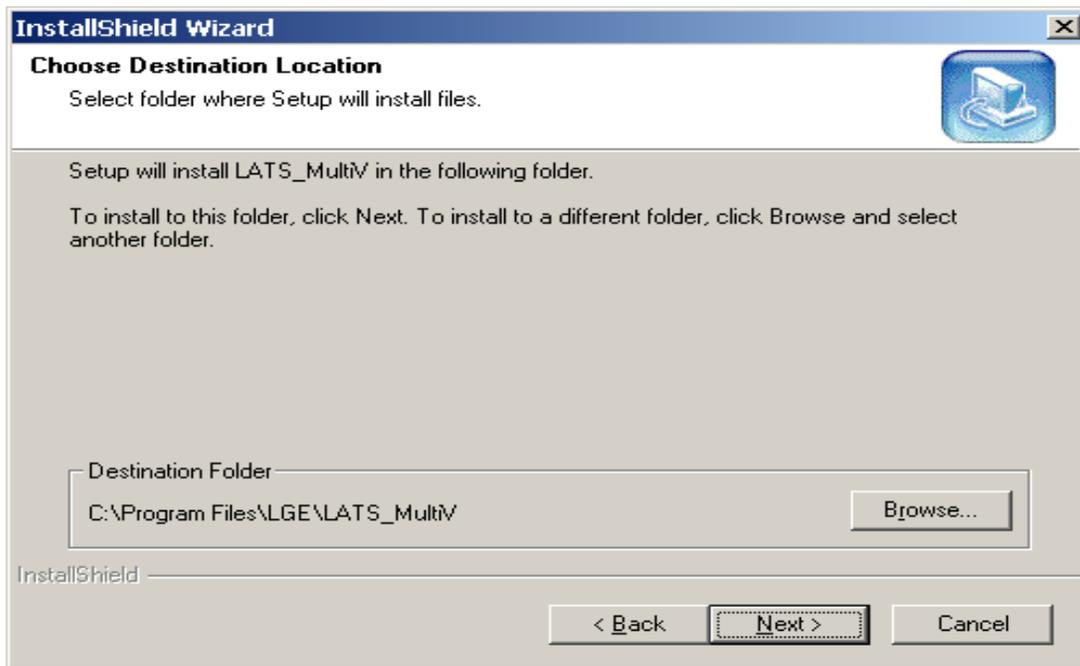 InstallShield Wizard
Choose Destination Location
Select folder where Setup will install files.
Setup will install LATS_MultiV in the following folder.
To install to this folder, click Next. To install to a different folder, click Browse and select
another folder.
Destination Folder
C:\Program Files\LGE\LATS_MultiV
Browse...
InstallShield
< Back
Next >
Cancel